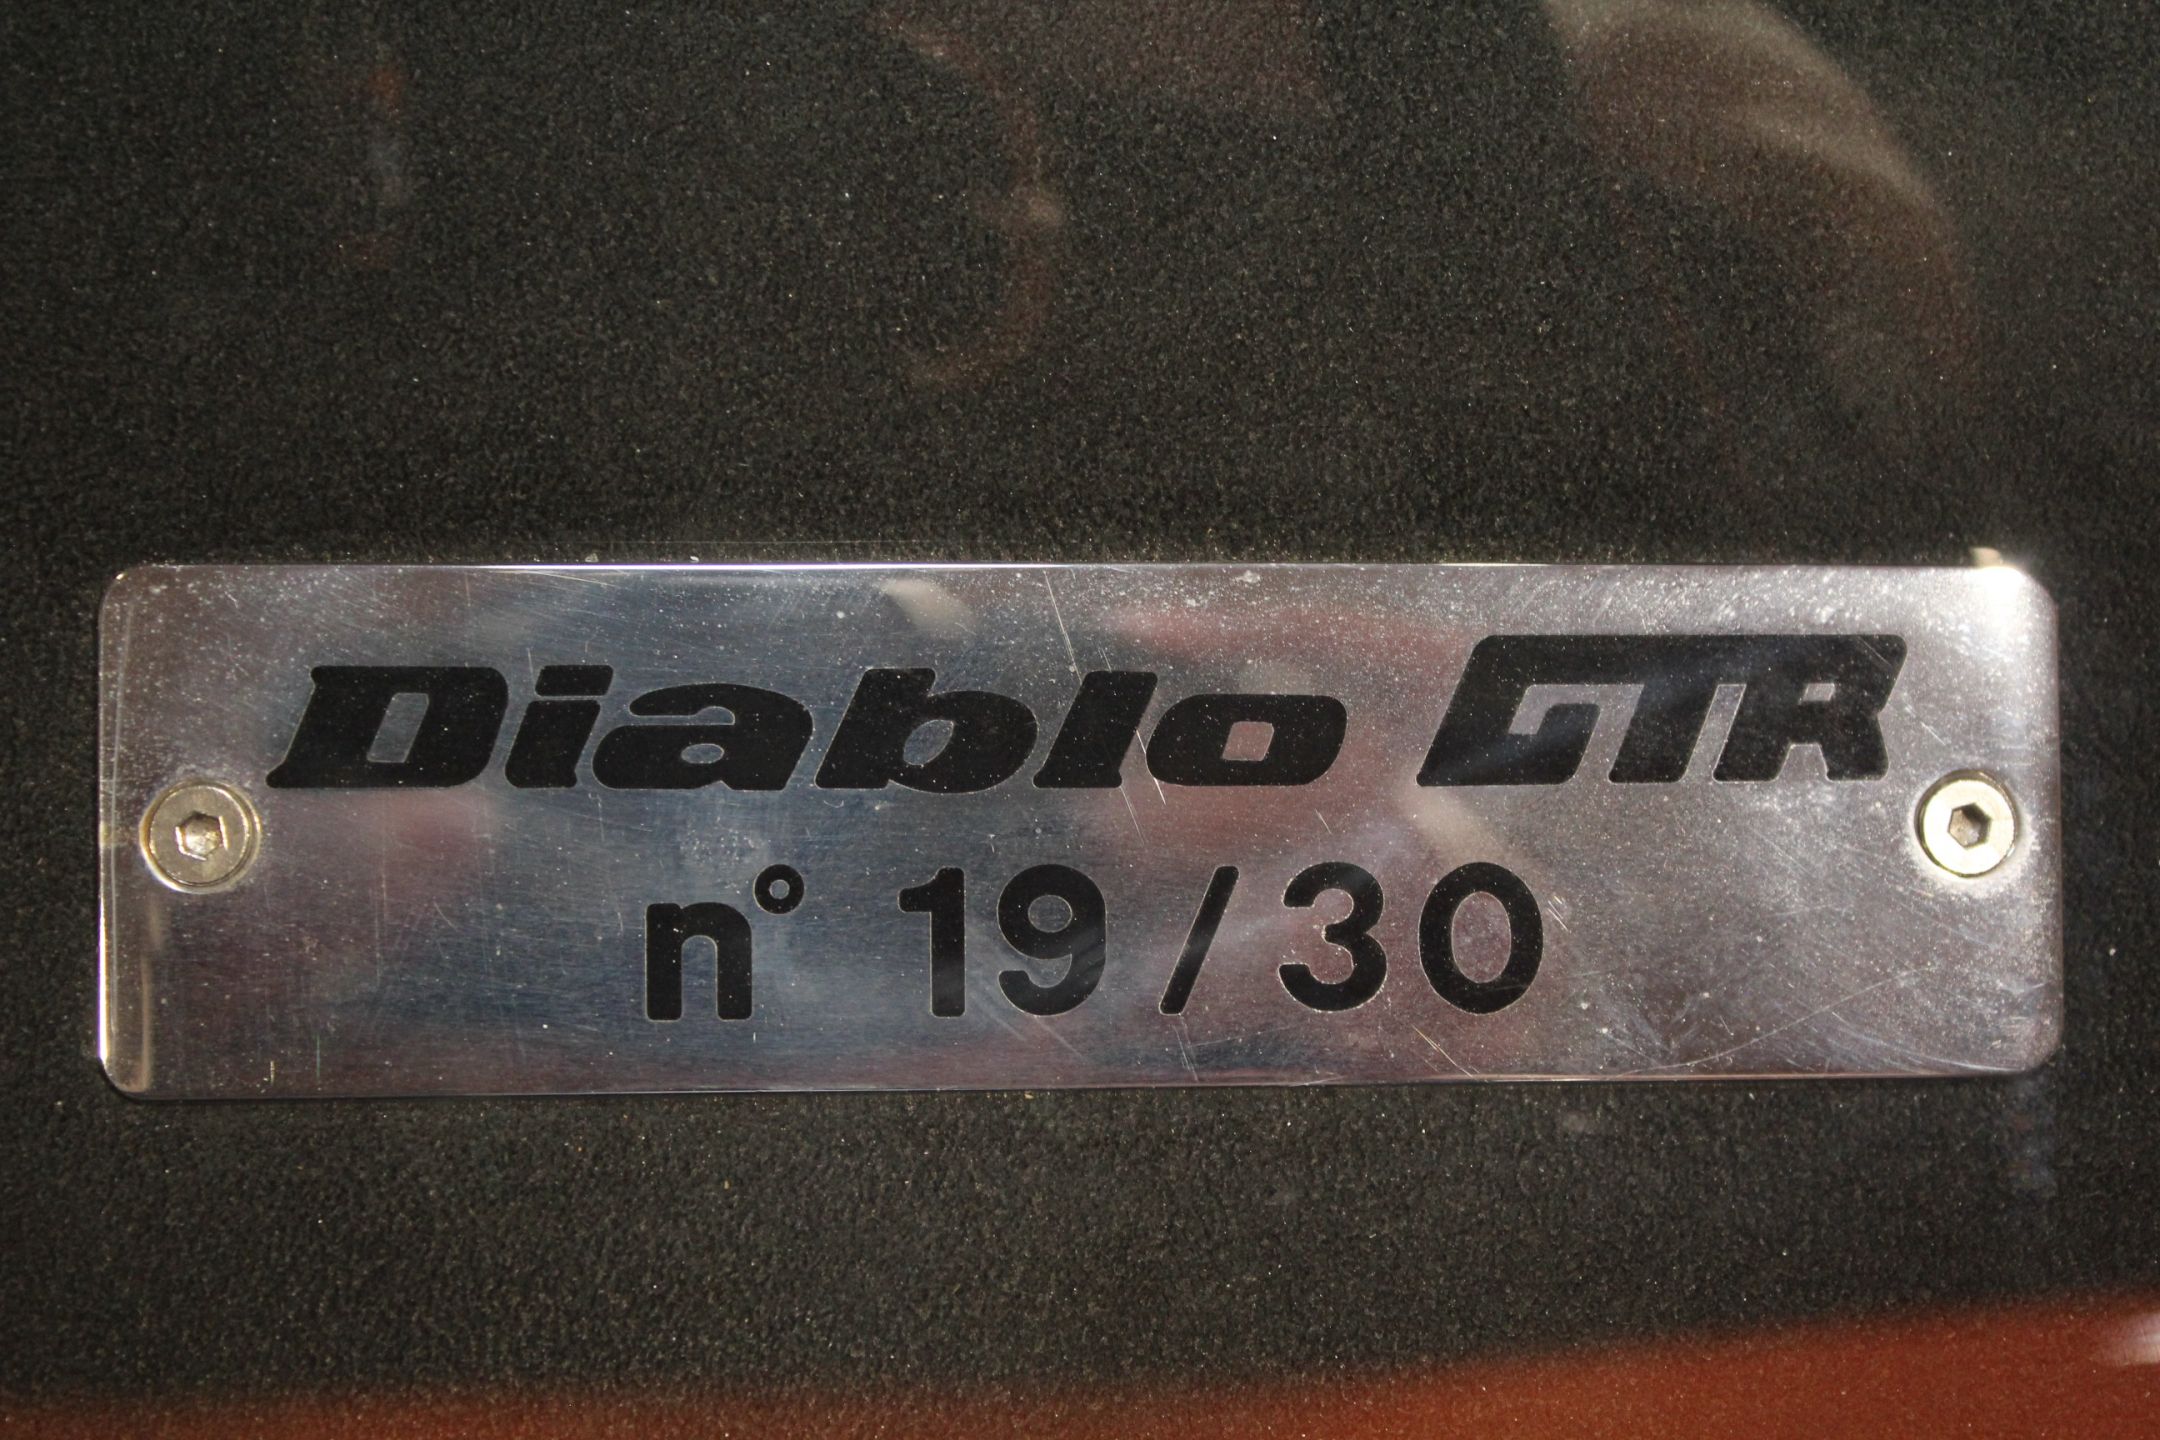 Diablo GTR
n° 19 / 30